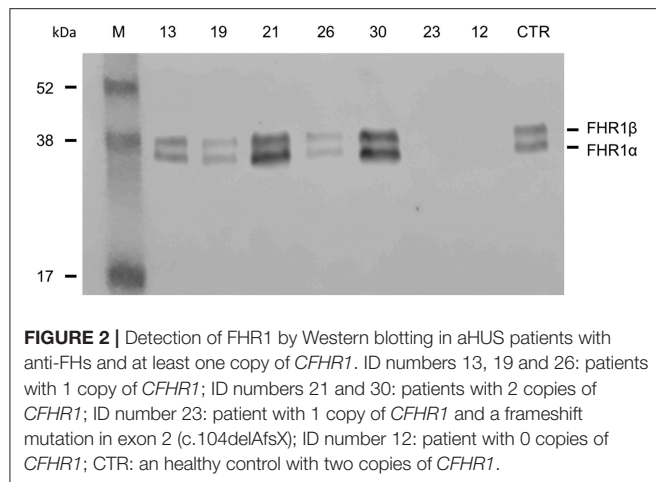 kDa M 13 19 21 26 30 23 12 CTR
52
FHR1β
38
FHR1α
17
FIGURE 2 | Detection of FHR1 by Western blotting in aHUS patients with
anti-FHs and at least one copy of CFHR1. ID numbers 13, 19 and 26: patients
with 1 copy of CFHR1; ID numbers 21 and 30: patients with 2 copies of
CFHR1; ID number 23: patient with 1 copy of CFHR1 and a frameshift
mutation in exon 2 (c.104delAfsX); ID number 12: patient with 0 copies of
CFHR1; CTR: an healthy control with two copies of CFHR1.